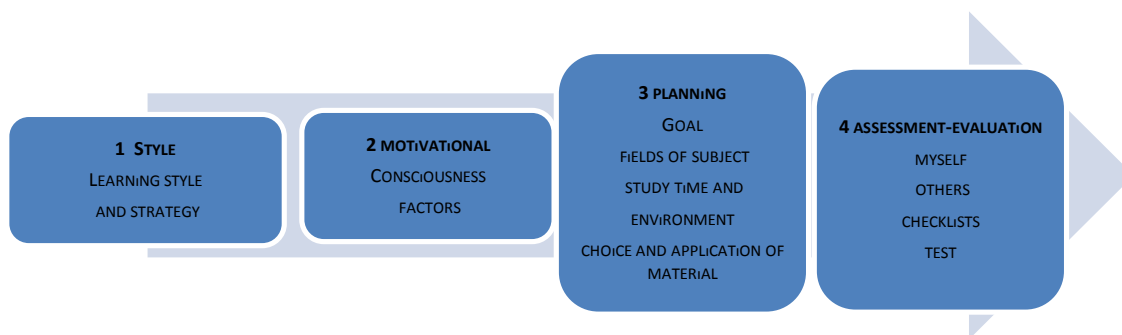 1 STYLE
LEARNING STYLE
AND STRATEGY
2 MOTIVATIONAL
CONSCIOUSNESS
FACTORS
3 PLANNING
GOAL
FIELDS OF SUBJECT
STUDY TIME AND
ENVIRONMENT
CHOICE AND APPLICATION OF
MATERIAL
4 ASSESSMENT-EVALUATION
MYSELF
OTHERS
CHECKLISTS
TEST